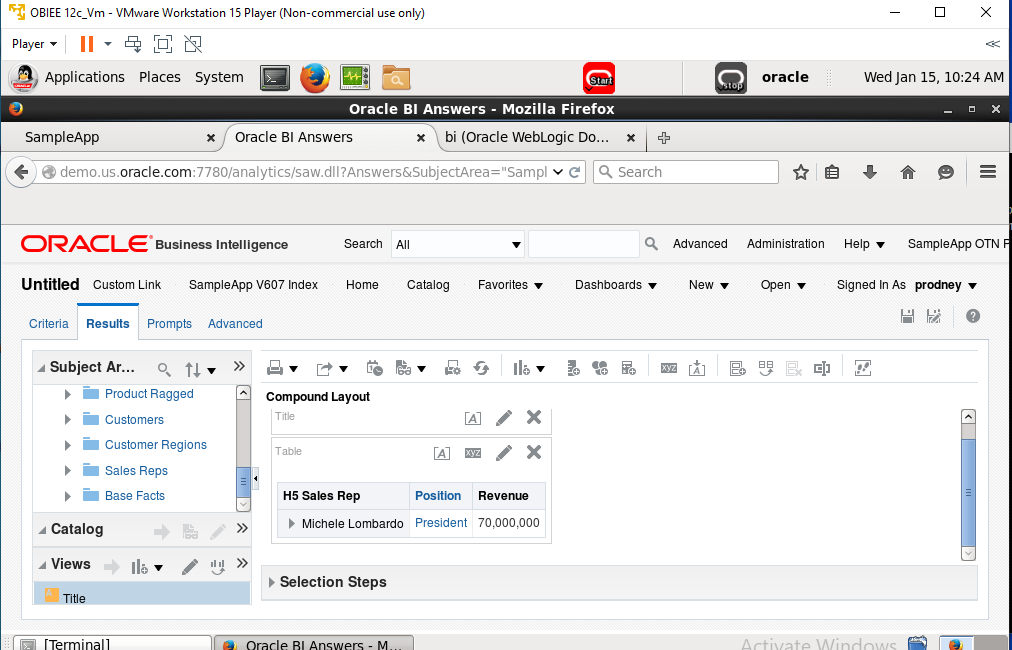 OBIEE 12c_Vm - VMware Workstation 15 Player (Non-commercial use only)
Player
Applications Places System Start stop oracle Wed Jan 15, 10:24 AM
Oracle BI Answers - Mozilla Firefox
SampleApp Oracle BI Answers bi (Oracle WebLogic Do...
demo.us.oracle.com:7780/analytics/saw.dll?Answers&SubjectArea="Sampl Search
ORACLE Business Intelligence Search All Advanced Administration Help SampleApp OTN P
Untitled Custom Link SampleApp V607 Index Home Catalog Favorites Dashboards New Open Signed In As prodney
Criteria Results Prompts Advanced
Subject Ar...
Product Ragged
Customers
Customer Regions
Sales Reps
Base Facts
Catalog
Views
Title
Compound Layout
Title
Table
H5 Sales Rep Position Revenue
Michele Lombardo President 70,000,000
Selection Steps
[Terminal] Oracle BI Answers - M... Activate Windows